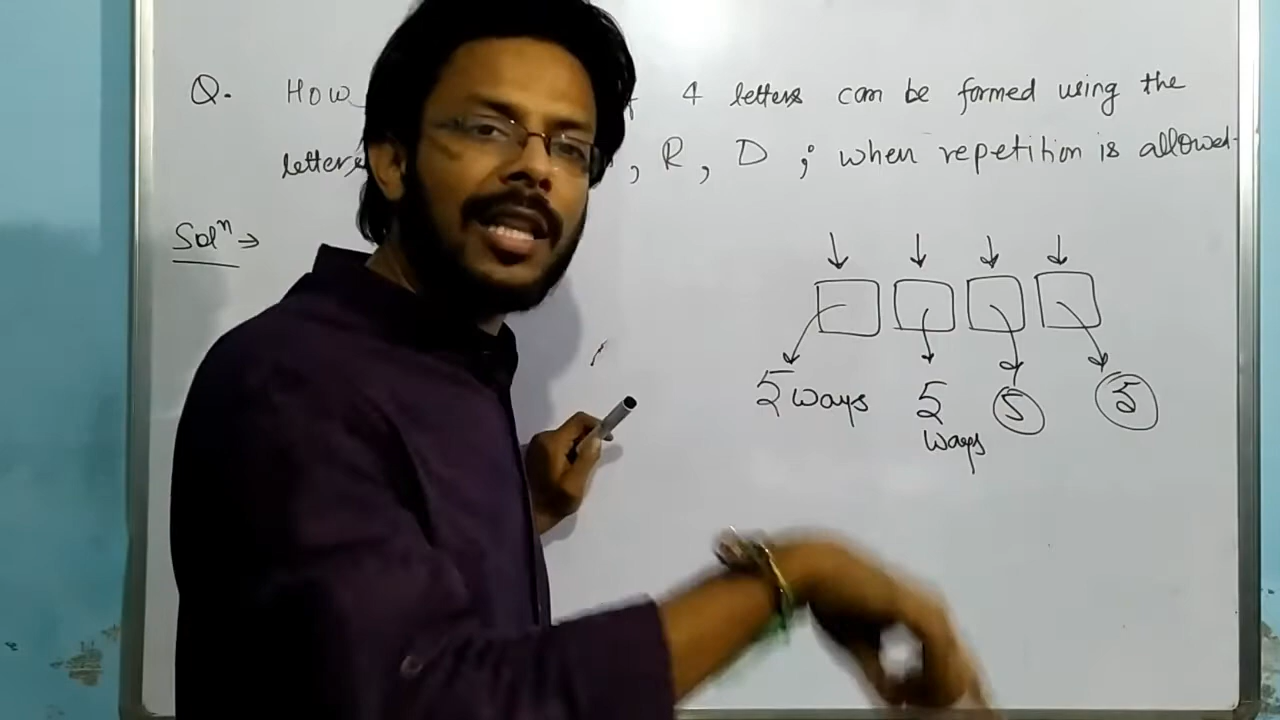 Q. How 4 letters can be formed using the
letters , R, D ; when repetition is allowed.
Solⁿ →
5 ways 5 5 5
ways